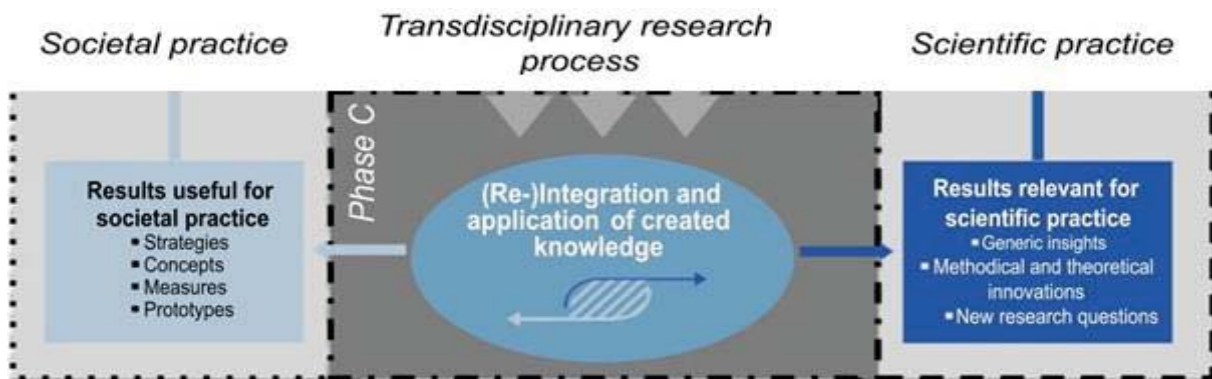 Societal practice
Transdisciplinary research
process
Scientific practice
Phase C
Results useful for
societal practice
▪ Strategies
▪ Concepts
▪ Measures
▪ Prototypes
(Re-)Integration and
application of created
knowledge
Results relevant for
scientific practice
▪ Generic insights
▪ Methodical and theoretical
innovations
▪ New research questions